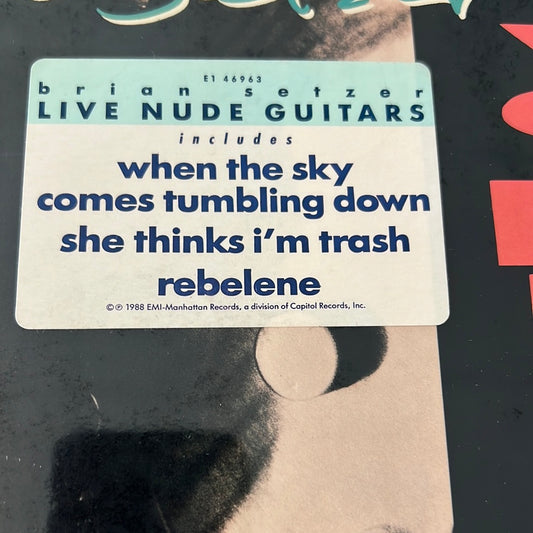 E1 46963
brian setzer
LIVE NUDE GUITARS
includes
when the sky
comes tumbling down
she thinks i'm trash
rebelene
© ℗ 1988 EMI-Manhattan Records, a division of Capitol Records, Inc.